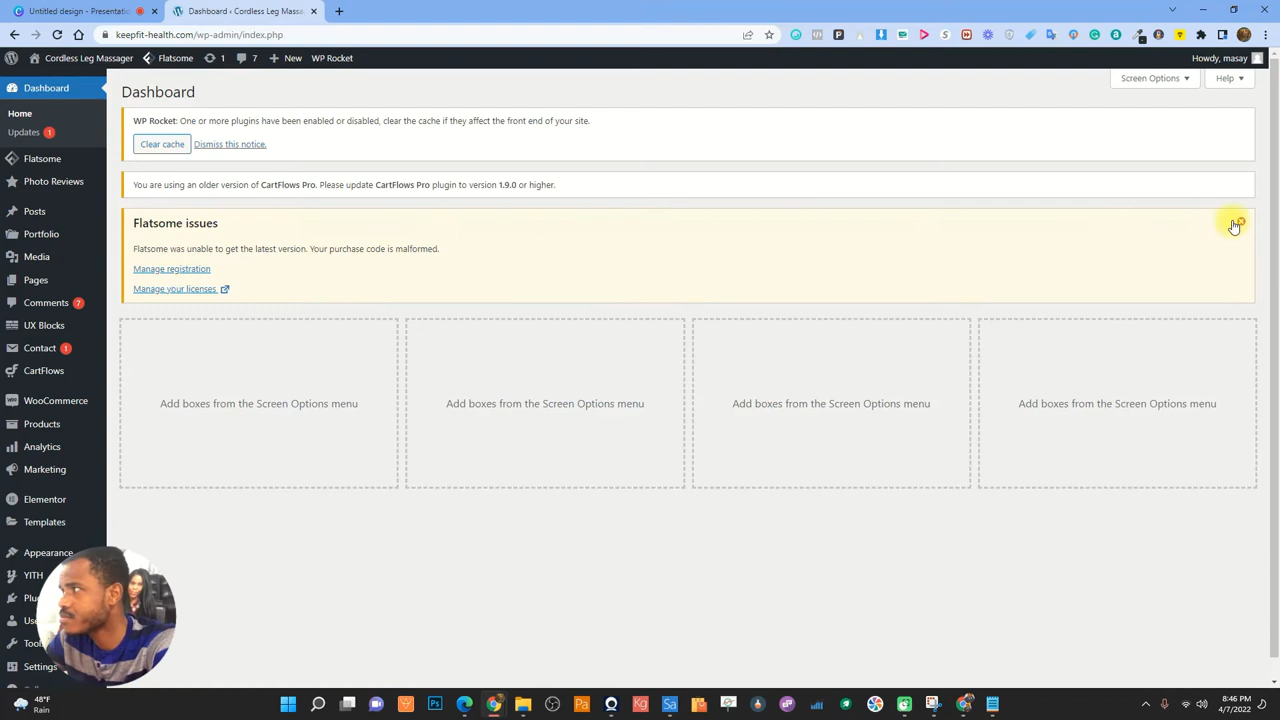 Untitled design - Presentatio
Dashboard ‹ Cordless Leg Massa
keepfit-health.com/wp-admin/index.php
Cordless Leg Massager
Flatsome
1
7
New
WP Rocket
Howdy, masay
Dashboard
Home
Updates 1
Flatsome
Photo Reviews
Posts
Portfolio
Media
Pages
Comments 7
UX Blocks
Contact 1
CartFlows
WooCommerce
Products
Analytics
Marketing
Elementor
Templates
Appearance
YITH
Settings
Screen Options
Help
Dashboard
WP Rocket: One or more plugins have been enabled or disabled, clear the cache if they affect the front end of your site.
Clear cache
Dismiss this notice.
You are using an older version of CartFlows Pro. Please update CartFlows Pro plugin to version 1.9.0 or higher.
Flatsome issues
Flatsome was unable to get the latest version. Your purchase code is malformed.
Manage registration
Manage your licenses
Add boxes from the Screen Options menu
Add boxes from the Screen Options menu
Add boxes from the Screen Options menu
Add boxes from the Screen Options menu
48°F
Rain
Ps
Pa
Kg
Sa
8:46 PM
4/7/2022